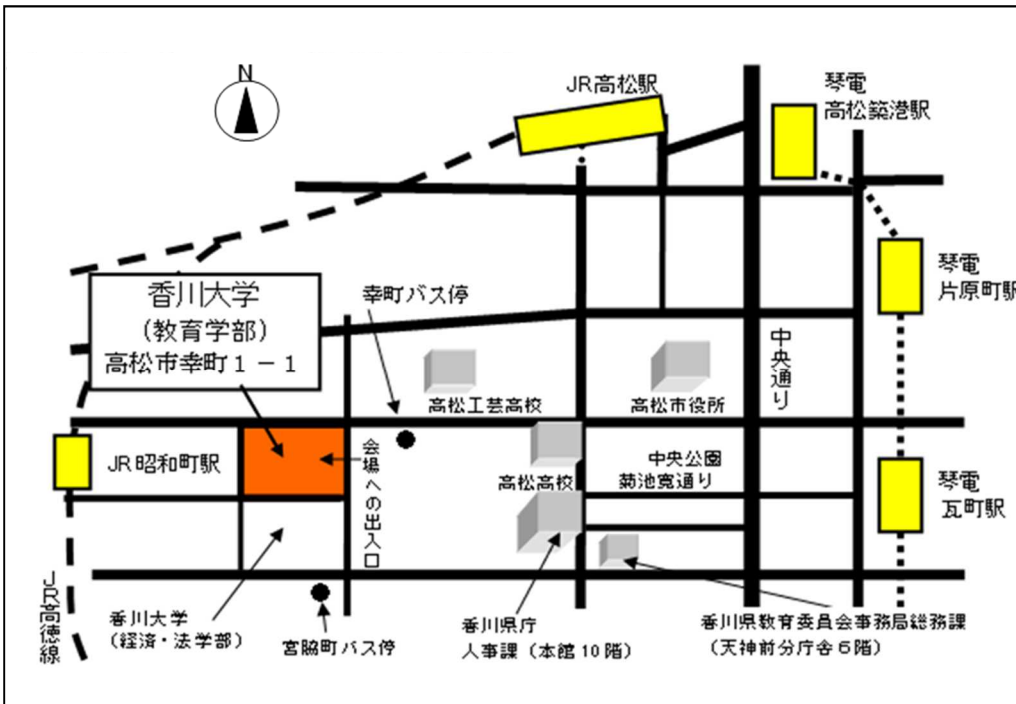 N
JR高松駅
琴電
高松築港駅
琴電
片原町駅
香川大学
（教育学部）
高松市幸町１－１
幸町バス停
中央通り
高松工芸高校
高松市役所
JR昭和町駅
会場への出入口
高松高校
中央公園
菊池寛通り
琴電
瓦町駅
JR高徳線
香川大学
（経済・法学部）
宮脇町バス停
香川県庁
人事課（本館10階）
香川県教育委員会事務局総務課
（天神前分庁舎６階）